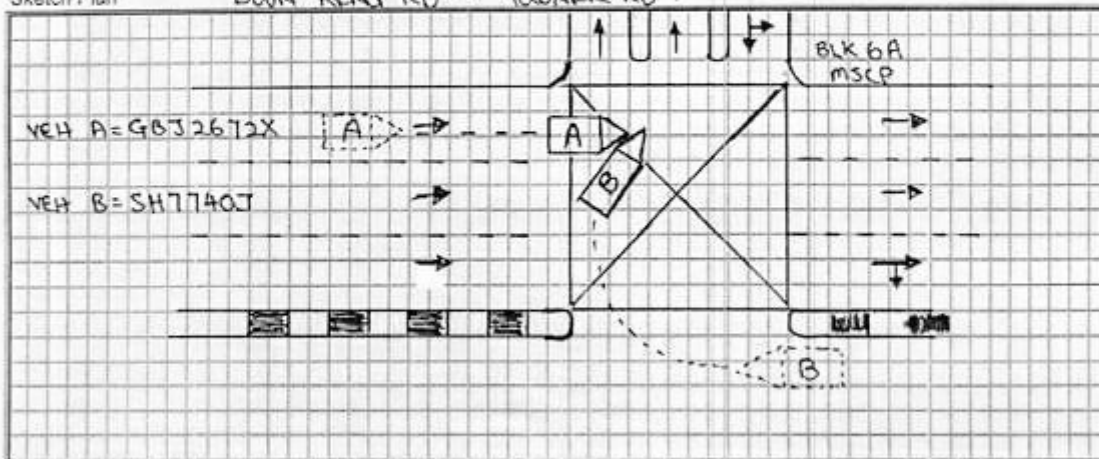 Sketch Plan
BLK 6A
MSCP
VEH A = GBJ2672X
A
A
B
VEH B = SH7740J
B